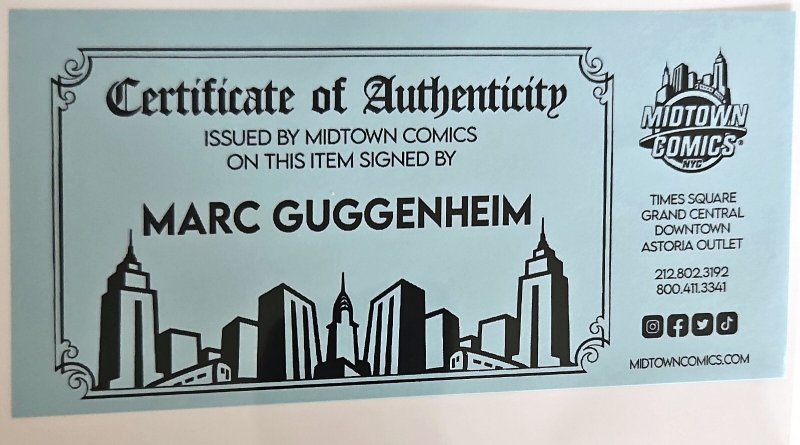 Certificate of Authenticity
ISSUED BY MIDTOWN COMICS
ON THIS ITEM SIGNED BY
MARC GUGGENHEIM
MIDTOWN
COMICS®
NYC
TIMES SQUARE
GRAND CENTRAL
DOWNTOWN
ASTORIA OUTLET
212.802.3192
800.411.3341
MIDTOWNCOMICS.COM